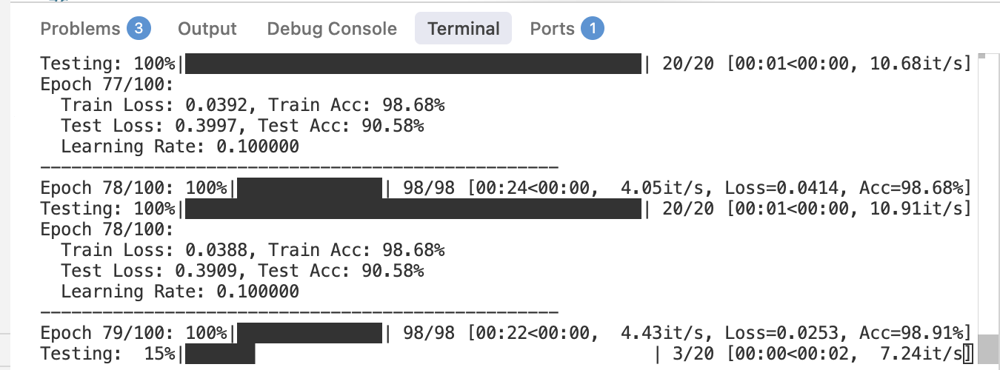 Problems 3 Output Debug Console Terminal Ports 1
Testing: 100%|██████████| 20/20 [00:01<00:00, 10.68it/s]
Epoch 77/100:
  Train Loss: 0.0392, Train Acc: 98.68%
  Test Loss: 0.3997, Test Acc: 90.58%
  Learning Rate: 0.100000
--------------------------------------------------
Epoch 78/100: 100%|███| 98/98 [00:24<00:00,  4.05it/s, Loss=0.0414, Acc=98.68%]
Testing: 100%|██████████| 20/20 [00:01<00:00, 10.91it/s]
Epoch 78/100:
  Train Loss: 0.0388, Train Acc: 98.68%
  Test Loss: 0.3909, Test Acc: 90.58%
  Learning Rate: 0.100000
--------------------------------------------------
Epoch 79/100: 100%|███| 98/98 [00:22<00:00,  4.43it/s, Loss=0.0253, Acc=98.91%]
Testing:  15%|█▌        | 3/20 [00:00<00:02,  7.24it/s]